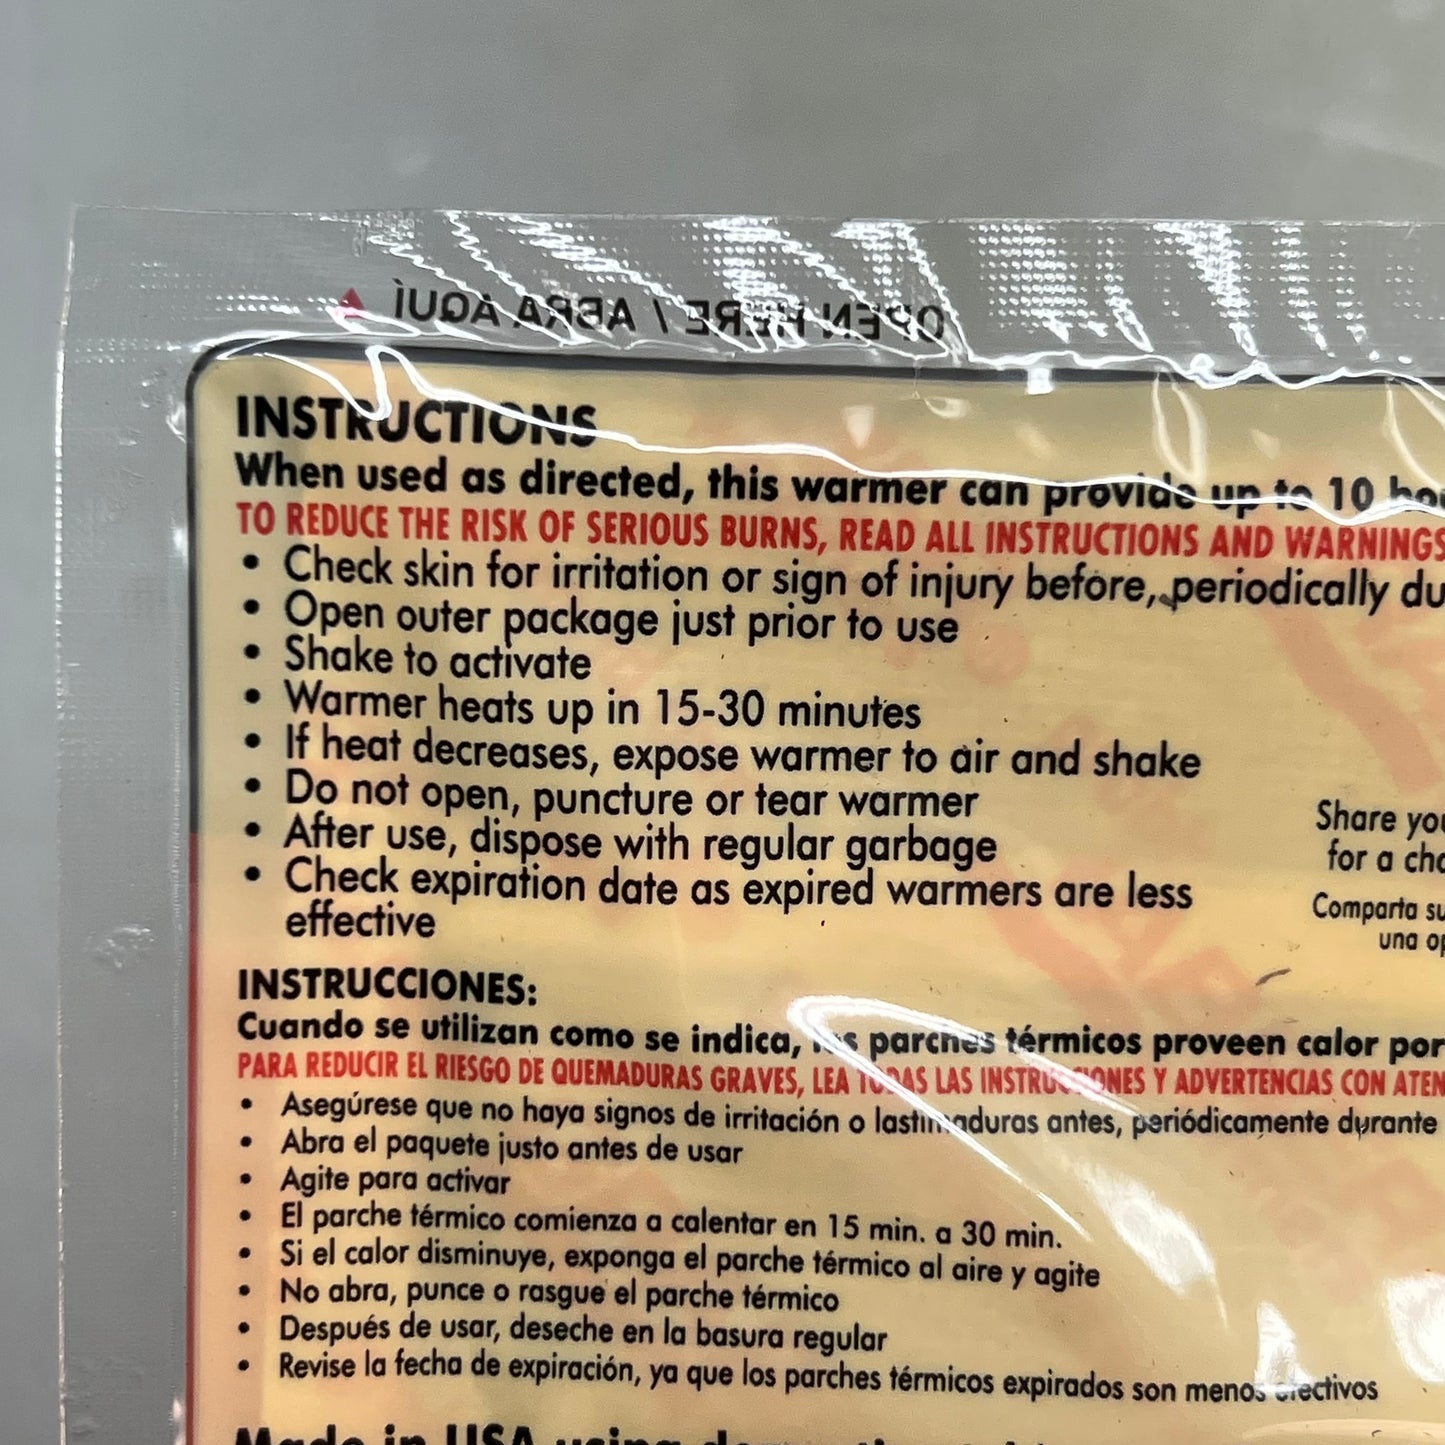 OPEN HERE / ABRA AQUÍ
INSTRUCTIONS
When used as directed, this warmer can provide up to 10
TO REDUCE THE RISK OF SERIOUS BURNS, READ ALL INSTRUCTIONS AND WARNINGS
• Check skin for irritation or sign of injury before, periodically
• Open outer package just prior to use
• Shake to activate
• Warmer heats up in 15-30 minutes
• If heat decreases, expose warmer to air and shake
• Do not open, puncture or tear warmer
• After use, dispose with regular garbage
• Check expiration date as expired warmers are less
effective
Share
for a
Comparta
una
INSTRUCCIONES:
Cuando se utilizan como se indica, los parches térmicos proveen calor por
PARA REDUCIR EL RIESGO DE QUEMADURAS GRAVES, LEA TODAS LAS INSTRUCCIONES Y ADVERTENCIAS CON
• Asegúrese que no haya signos de irritación o lastimaduras antes, periódicamente durante
• Abra el paquete justo antes de usar
• Agite para activar
• El parche térmico comienza a calentar en 15 min. a 30 min.
• Si el calor disminuye, exponga el parche térmico al aire y agite
• No abra, punce o rasgue el parche térmico
• Después de usar, deseche en la basura regular
• Revise la fecha de expiración, ya que los parches térmicos expirados son menos efectivos
Made in USA using